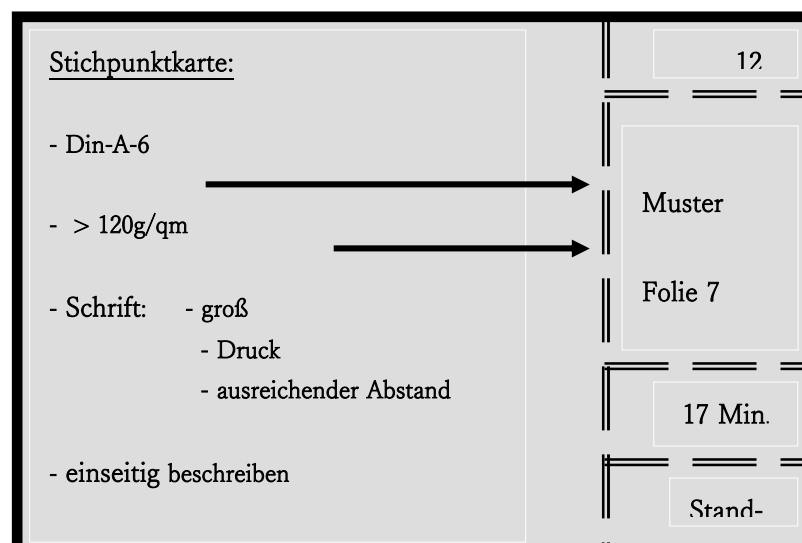 Stichpunktkarte:
- Din-A-6
- > 120g/qm
- Schrift: - groß
- Druck
- ausreichender Abstand
- einseitig beschreiben
12
Muster
Folie 7
17 Min.
Stand-